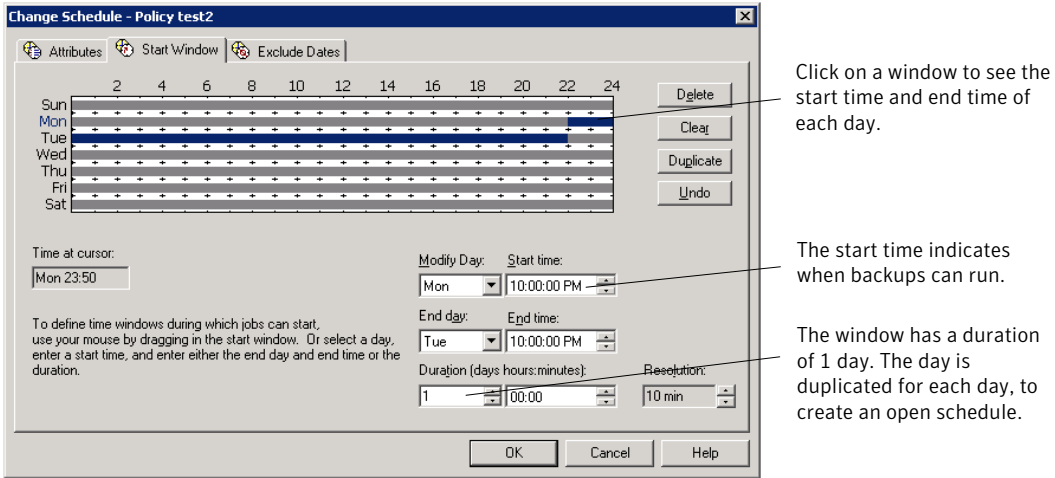 Change Schedule - Policy test2
Attributes
Start Window
Exclude Dates
2 4 6 8 10 12 14 16 18 20 22 24
Sun
Mon
Tue
Wed
Thu
Fri
Sat
Delete
Clear
Duplicate
Undo
Click on a window to see the
start time and end time of
each day.
Time at cursor:
Mon 23:50
Modify Day: Start time:
Mon 10:00:00 PM
The start time indicates
when backups can run.
To define time windows during which jobs can start,
use your mouse by dragging in the start window. Or select a day,
enter a start time, and enter either the end day and end time or the
duration.
End day: End time:
Tue 10:00:00 PM
Duration (days hours:minutes): Resolution:
1 00:00 10 min
The window has a duration
of 1 day. The day is
duplicated for each day, to
create an open schedule.
OK Cancel Help